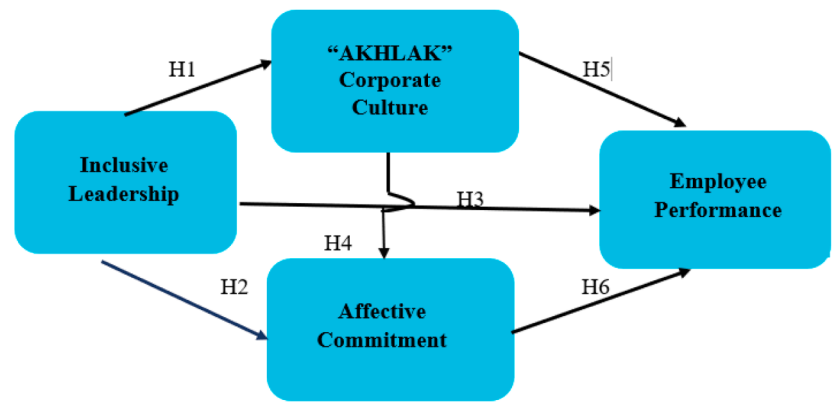 “AKHLAK”
Corporate
Culture
H1
H5
Inclusive
Leadership
Employee
Performance
H3
H4
H2
H6
Affective
Commitment